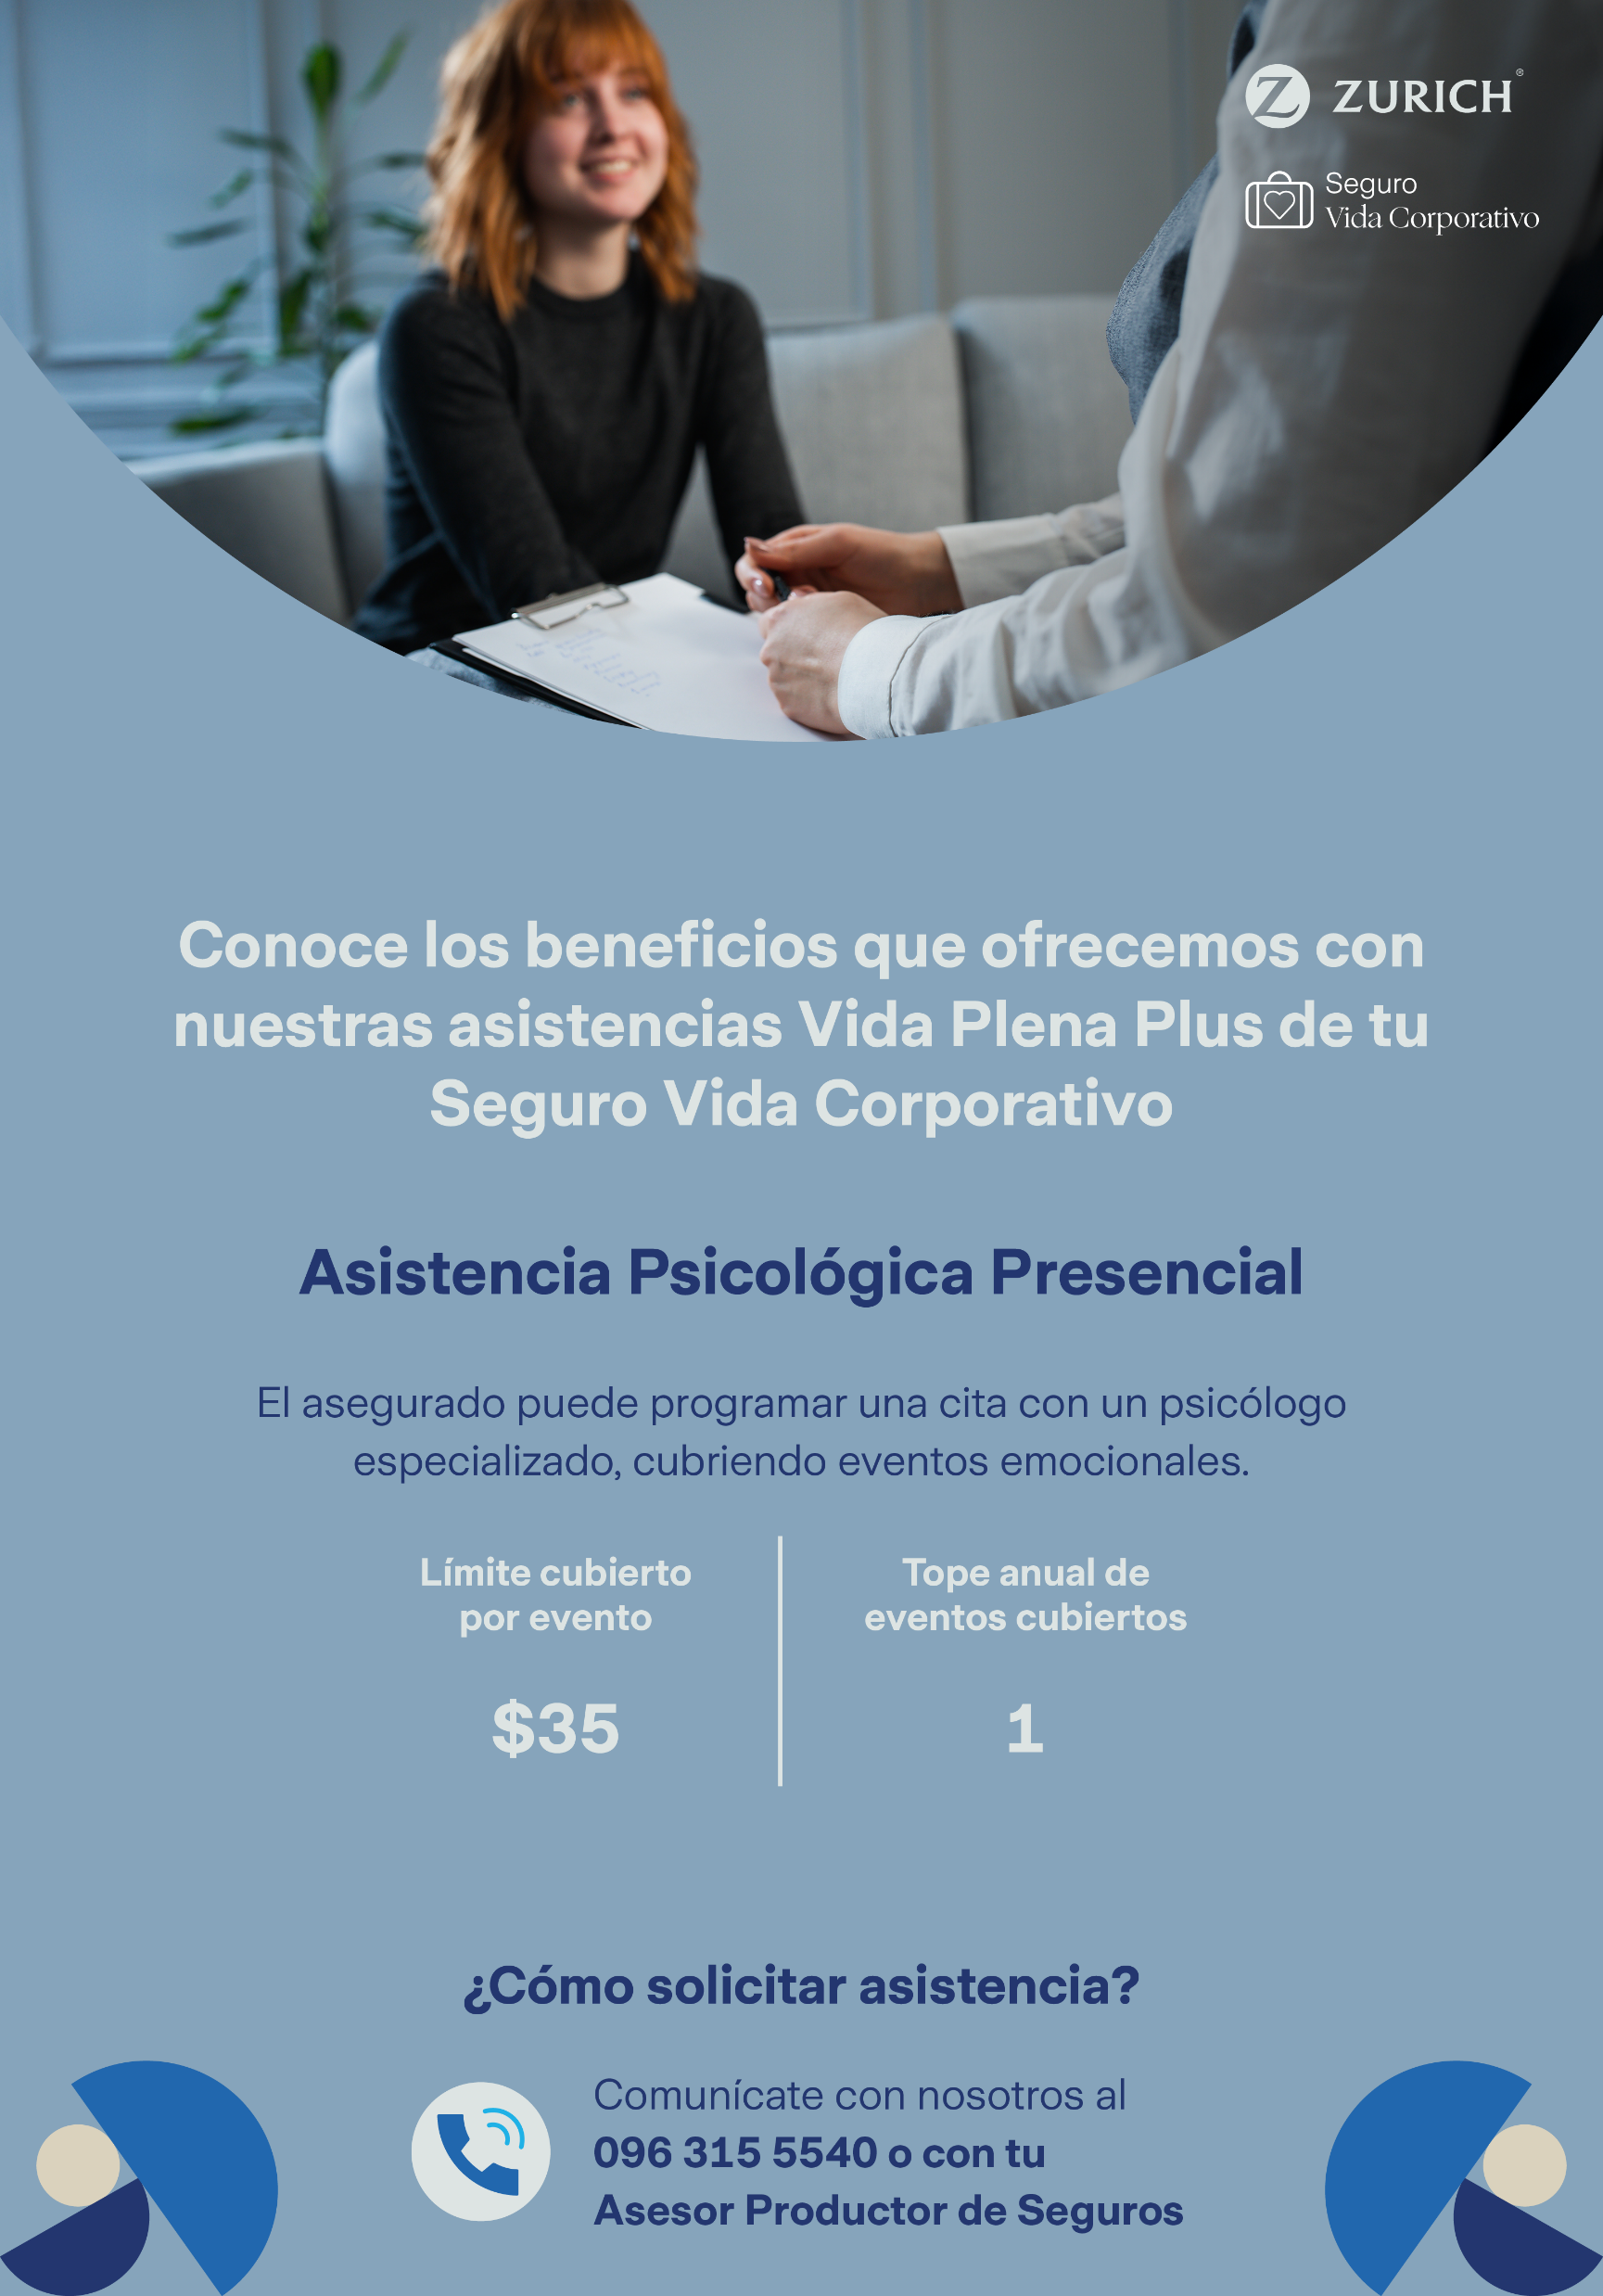 ZURICH®
Seguro
Vida Corporativo
Conoce los beneficios que ofrecemos con
nuestras asistencias Vida Plena Plus de tu
Seguro Vida Corporativo
Asistencia Psicológica Presencial
El asegurado puede programar una cita con un psicólogo
especializado, cubriendo eventos emocionales.
Límite cubierto
por evento
$35
Tope anual de
eventos cubiertos
1
¿Cómo solicitar asistencia?
Comunícate con nosotros al
096 315 5540 o con tu
Asesor Productor de Seguros